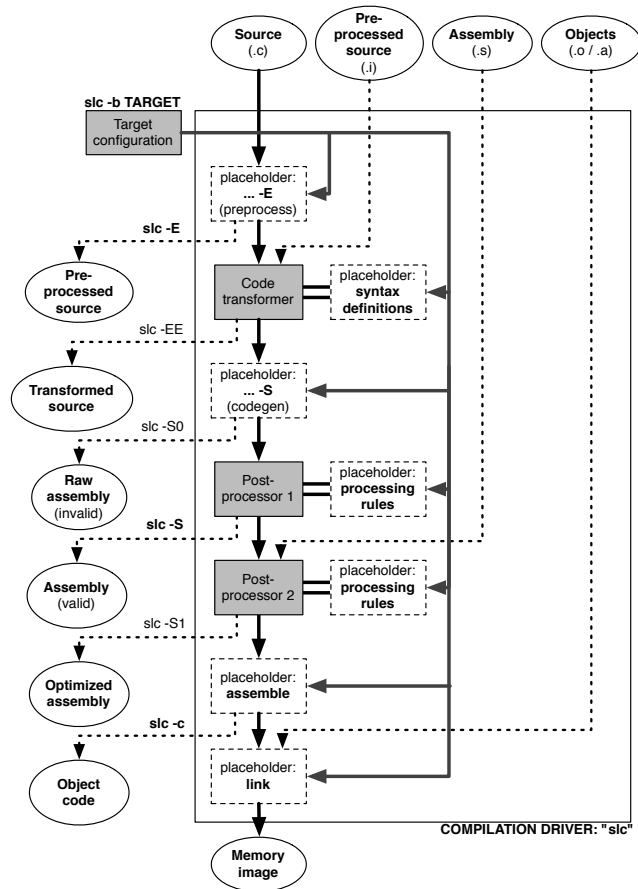 Source
(.c)
Pre-
processed
source
(.i)
Assembly
(.s)
Objects
(.o / .a)
slc -b TARGET
Target
configuration
placeholder:
... -E
(preprocess)
slc -E
Pre-
processed
source
Code
transformer
placeholder:
syntax
definitions
slc -EE
Transformed
source
placeholder:
... -S
(codegen)
slc -S0
Raw
assembly
(invalid)
Post-
processor 1
placeholder:
processing
rules
slc -S
Assembly
(valid)
Post-
processor 2
placeholder:
processing
rules
slc -S1
Optimized
assembly
placeholder:
assemble
slc -c
Object
code
placeholder:
link
COMPILATION DRIVER: "slc"
Memory
image